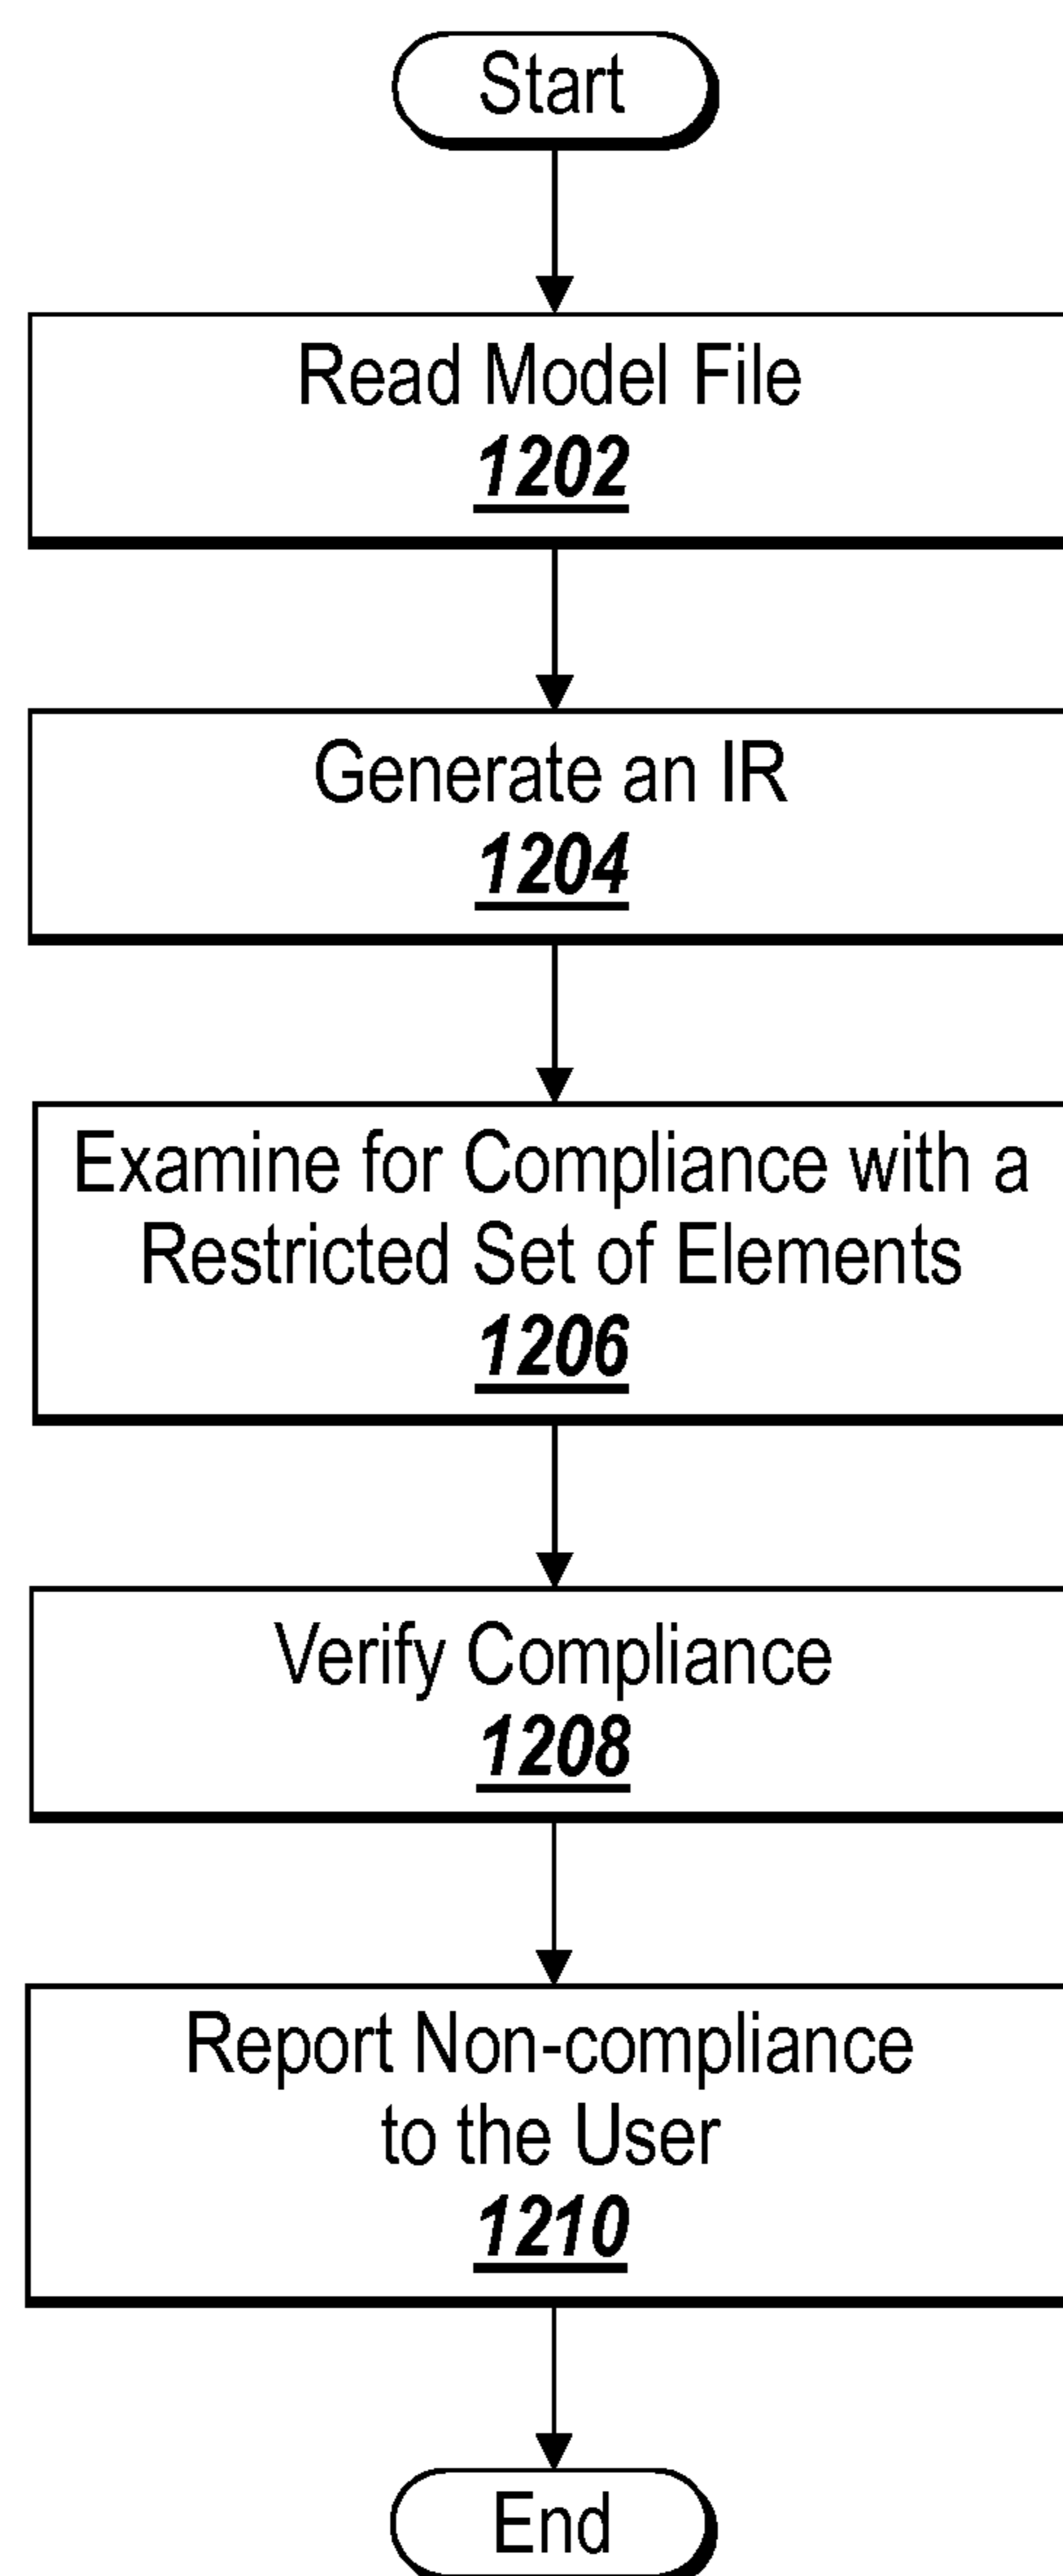 Start
Read Model File
1202
Generate an IR
1204
Examine for Compliance with a
Restricted Set of Elements
1206
Verify Compliance
1208
Report Non-compliance
to the User
1210
End